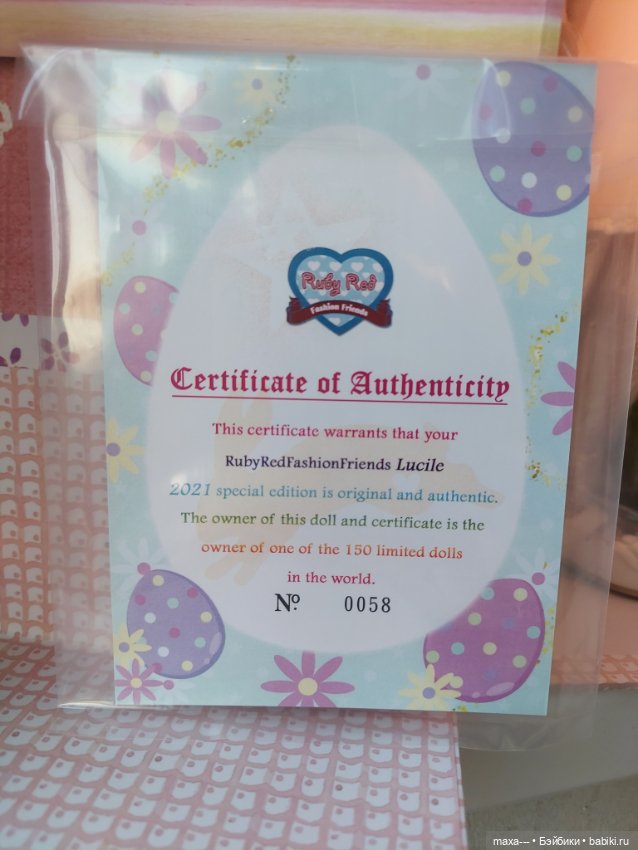 Ruby Red
Fashion Friends
Certificate of Authenticity
This certificate warrants that your
RubyRedFashionFriends Lucile
2021 special edition is original and authentic.
The owner of this doll and certificate is the
owner of one of the 150 limited dolls
in the world.
Nº. 0058
maxa--- • Бэйбики • babiki.ru